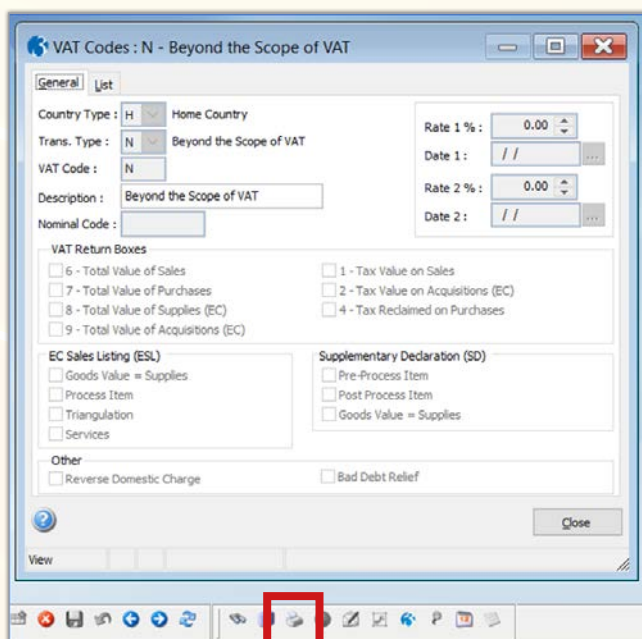 VAT Codes : N - Beyond the Scope of VAT
General List
Country Type : H Home Country
Trans. Type : N Beyond the Scope of VAT
VAT Code : N
Description : Beyond the Scope of VAT
Nominal Code :
Rate 1 % : 0.00
Date 1 : / / ...
Rate 2 % : 0.00
Date 2 : / / ...
VAT Return Boxes
6 - Total Value of Sales
7 - Total Value of Purchases
8 - Total Value of Supplies (EC)
9 - Total Value of Acquisitions (EC)
1 - Tax Value on Sales
2 - Tax Value on Acquisitions (EC)
4 - Tax Reclaimed on Purchases
EC Sales Listing (ESL)
Goods Value = Supplies
Process Item
Triangulation
Services
Supplementary Declaration (SD)
Pre-Process Item
Post Process Item
Goods Value = Supplies
Other
Reverse Domestic Charge
Bad Debt Relief
Close
View